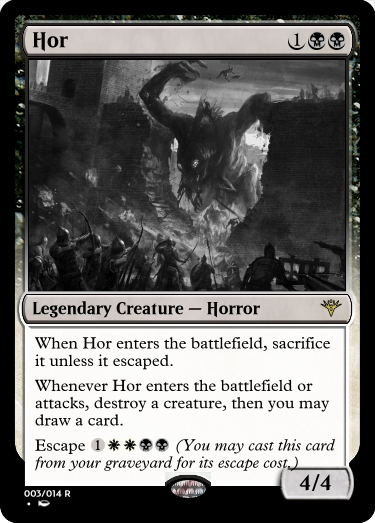 Hor 1
Legendary Creature — Horror
When Hor enters the battlefield, sacrifice
it unless it escaped.
Whenever Hor enters the battlefield or
attacks, destroy a creature, then you may
draw a card.
Escape 1 (You may cast this card
from your graveyard for its escape cost.)
4/4
003/014 R